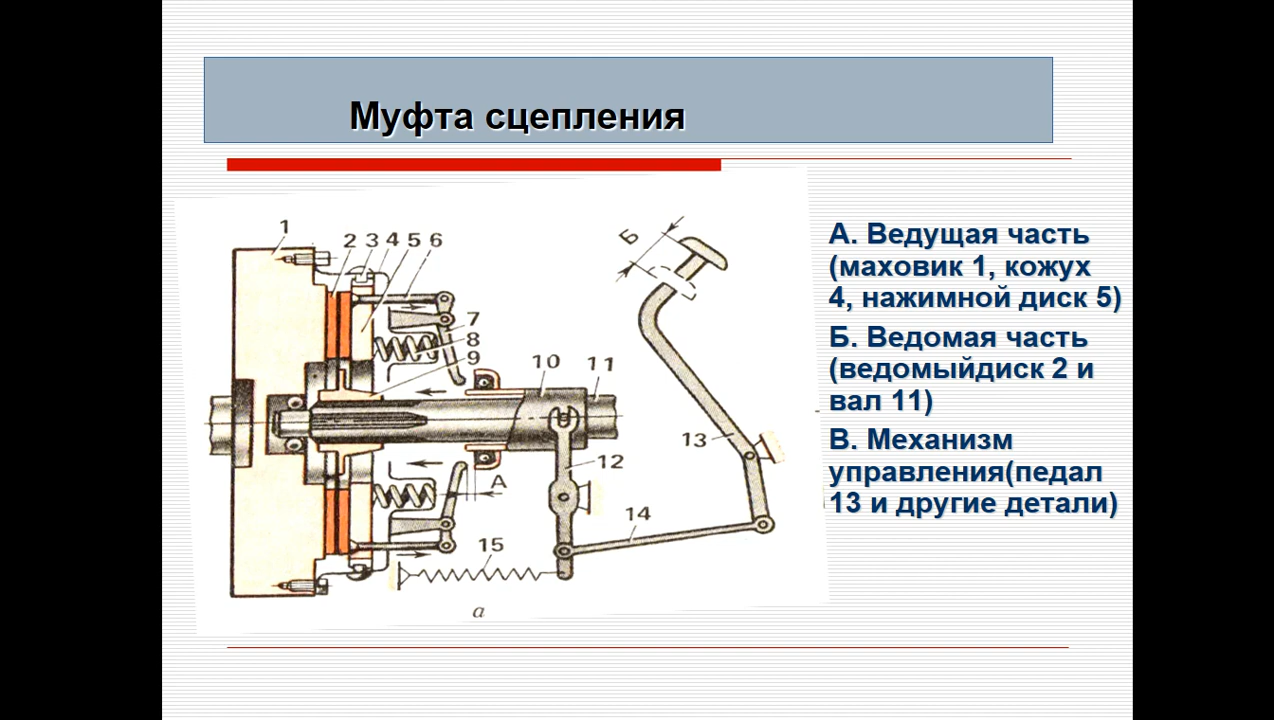 Муфта сцепления
1
2 3 4 5 6
7
8
9
10
11
12
13
14
15
А
Б
а
А. Ведущая часть
(маховик 1, кожух
4, нажимной диск 5)
Б. Ведомая часть
(ведомыйдиск 2 и
вал 11)
В. Механизм
управления(педал
13 и другие детали)